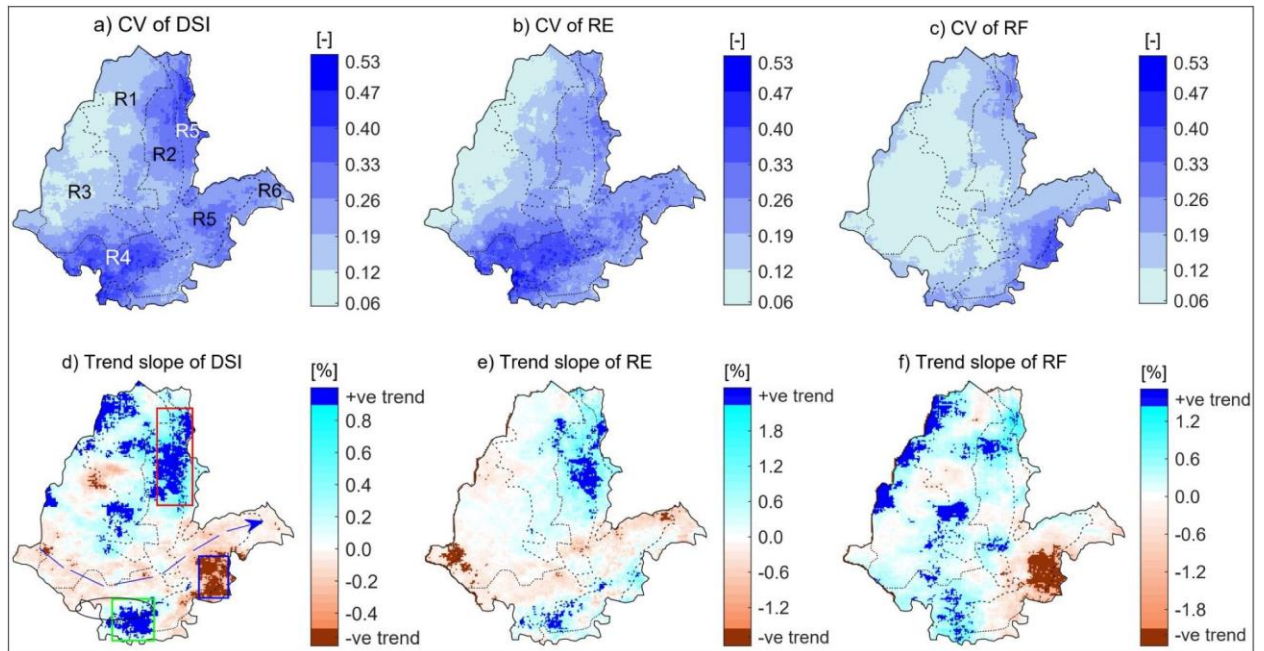 a) CV of DSI
[-]
0.53
0.47
0.40
0.33
0.26
0.19
0.12
0.06
R1
R5
R2
R3
R6
R5
R4
b) CV of RE
[-]
0.53
0.47
0.40
0.33
0.26
0.19
0.12
0.06
c) CV of RF
[-]
0.53
0.47
0.40
0.33
0.26
0.19
0.12
0.06
d) Trend slope of DSI
[%]
+ve trend
0.8
0.6
0.4
0.2
0.0
-0.2
-0.4
-ve trend
e) Trend slope of RE
[%]
+ve trend
1.8
1.2
0.6
0.0
-0.6
-1.2
-ve trend
f) Trend slope of RF
[%]
+ve trend
1.2
0.6
0.0
-0.6
-1.2
-1.8
-ve trend